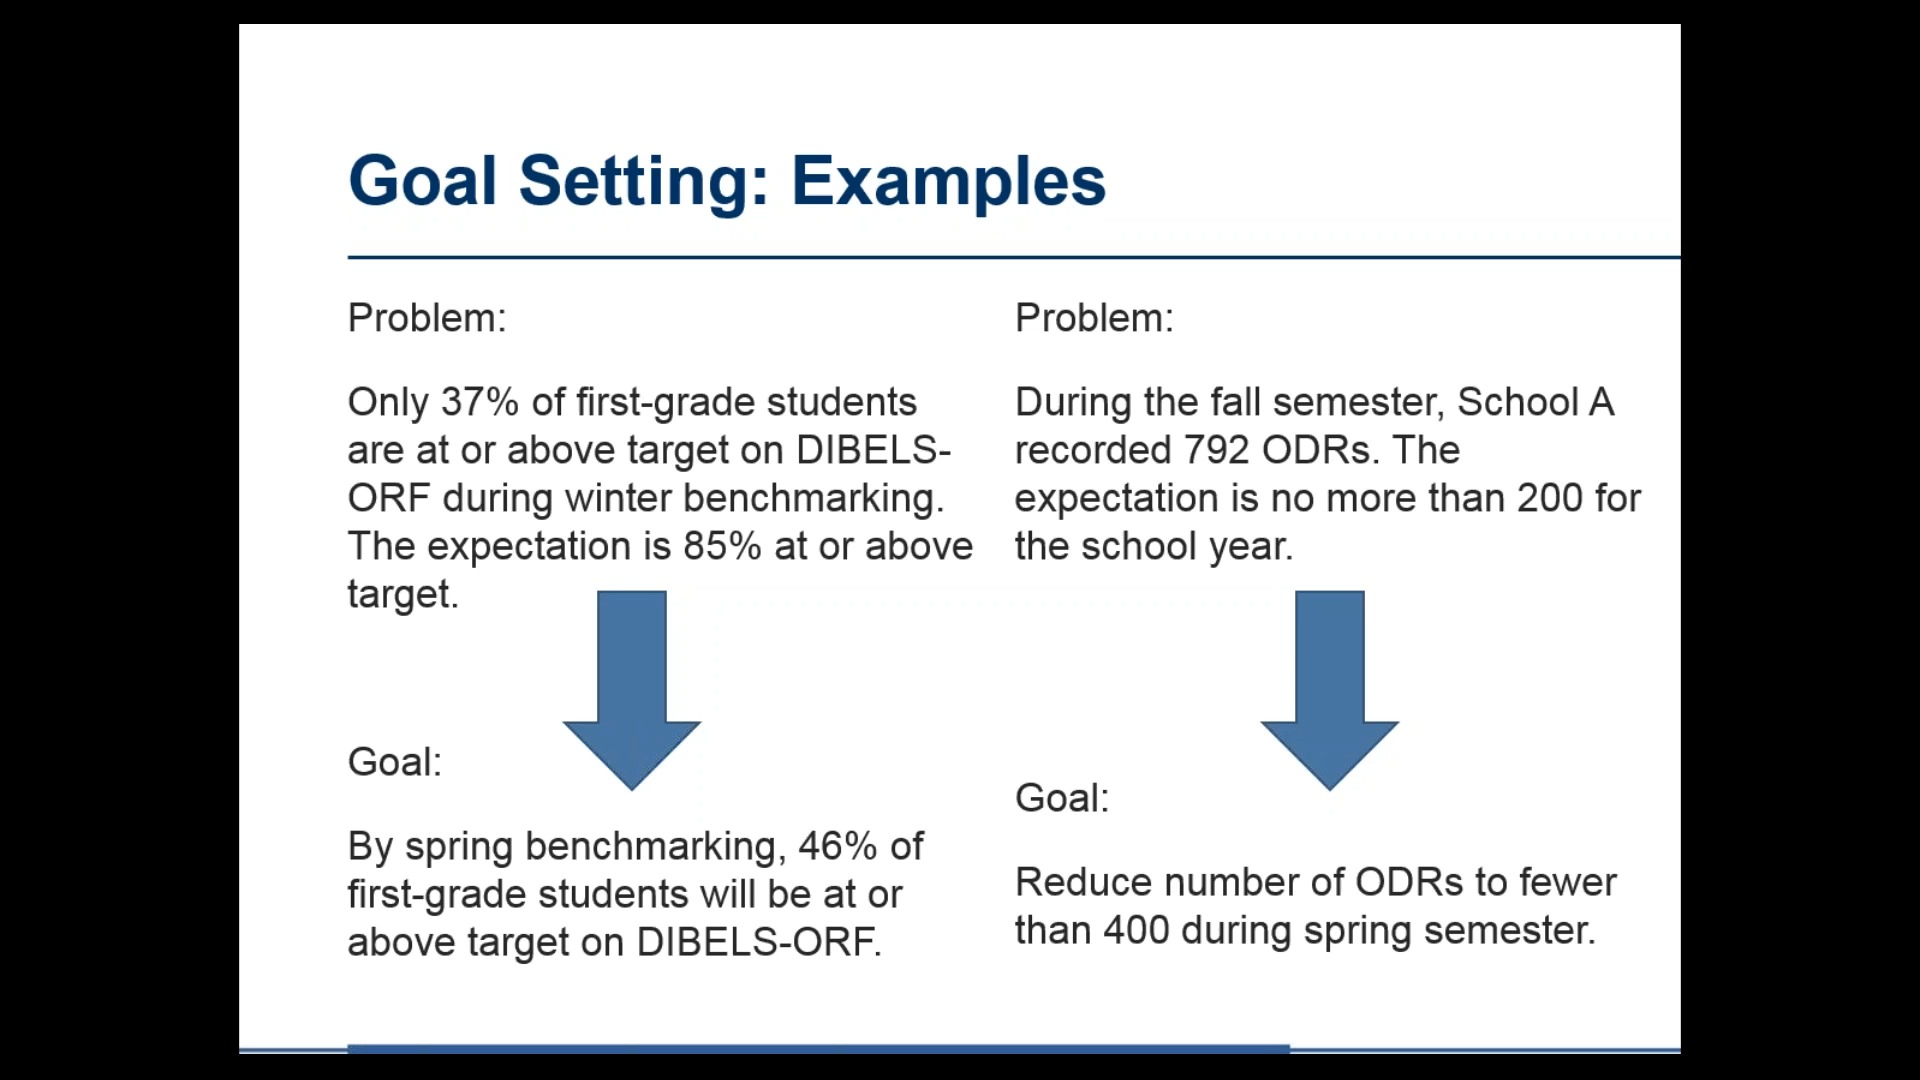 Goal Setting: Examples
Problem:
Only 37% of first-grade students
are at or above target on DIBELS-
ORF during winter benchmarking.
The expectation is 85% at or above
target.
Goal:
By spring benchmarking, 46% of
first-grade students will be at or
above target on DIBELS-ORF.
Problem:
During the fall semester, School A
recorded 792 ODRs. The
expectation is no more than 200 for
the school year.
Goal:
Reduce number of ODRs to fewer
than 400 during spring semester.